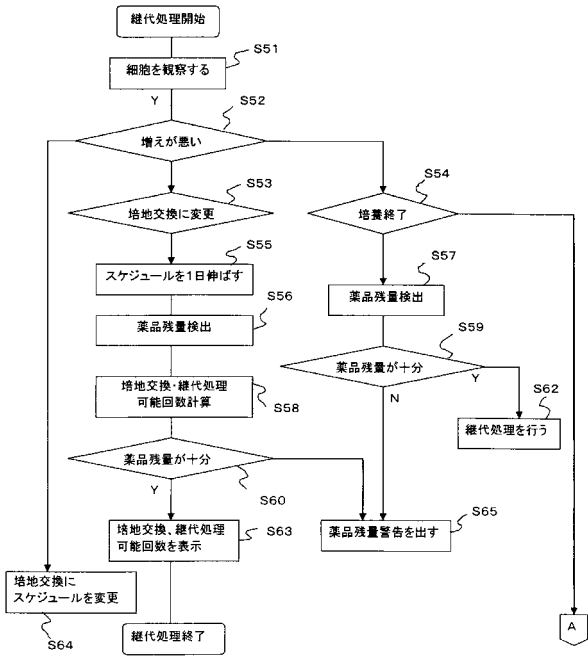 継代処理開始
S51
細胞を観察する
Y
S52
増えが悪い
S53
培地交換に変更
S54
培養終了
S55
スケジュールを1日伸ばす
S57
薬品残量検出
S56
薬品残量検出
S59
薬品残量が十分
Y
N
培地交換・継代処理
可能回数計算
S58
S62
継代処理を行う
薬品残量が十分
Y
S60
培地交換、継代処理
可能回数を表示
S63
薬品残量警告を出す
S65
培地交換に
スケジュールを変更
S64
継代処理終了
A